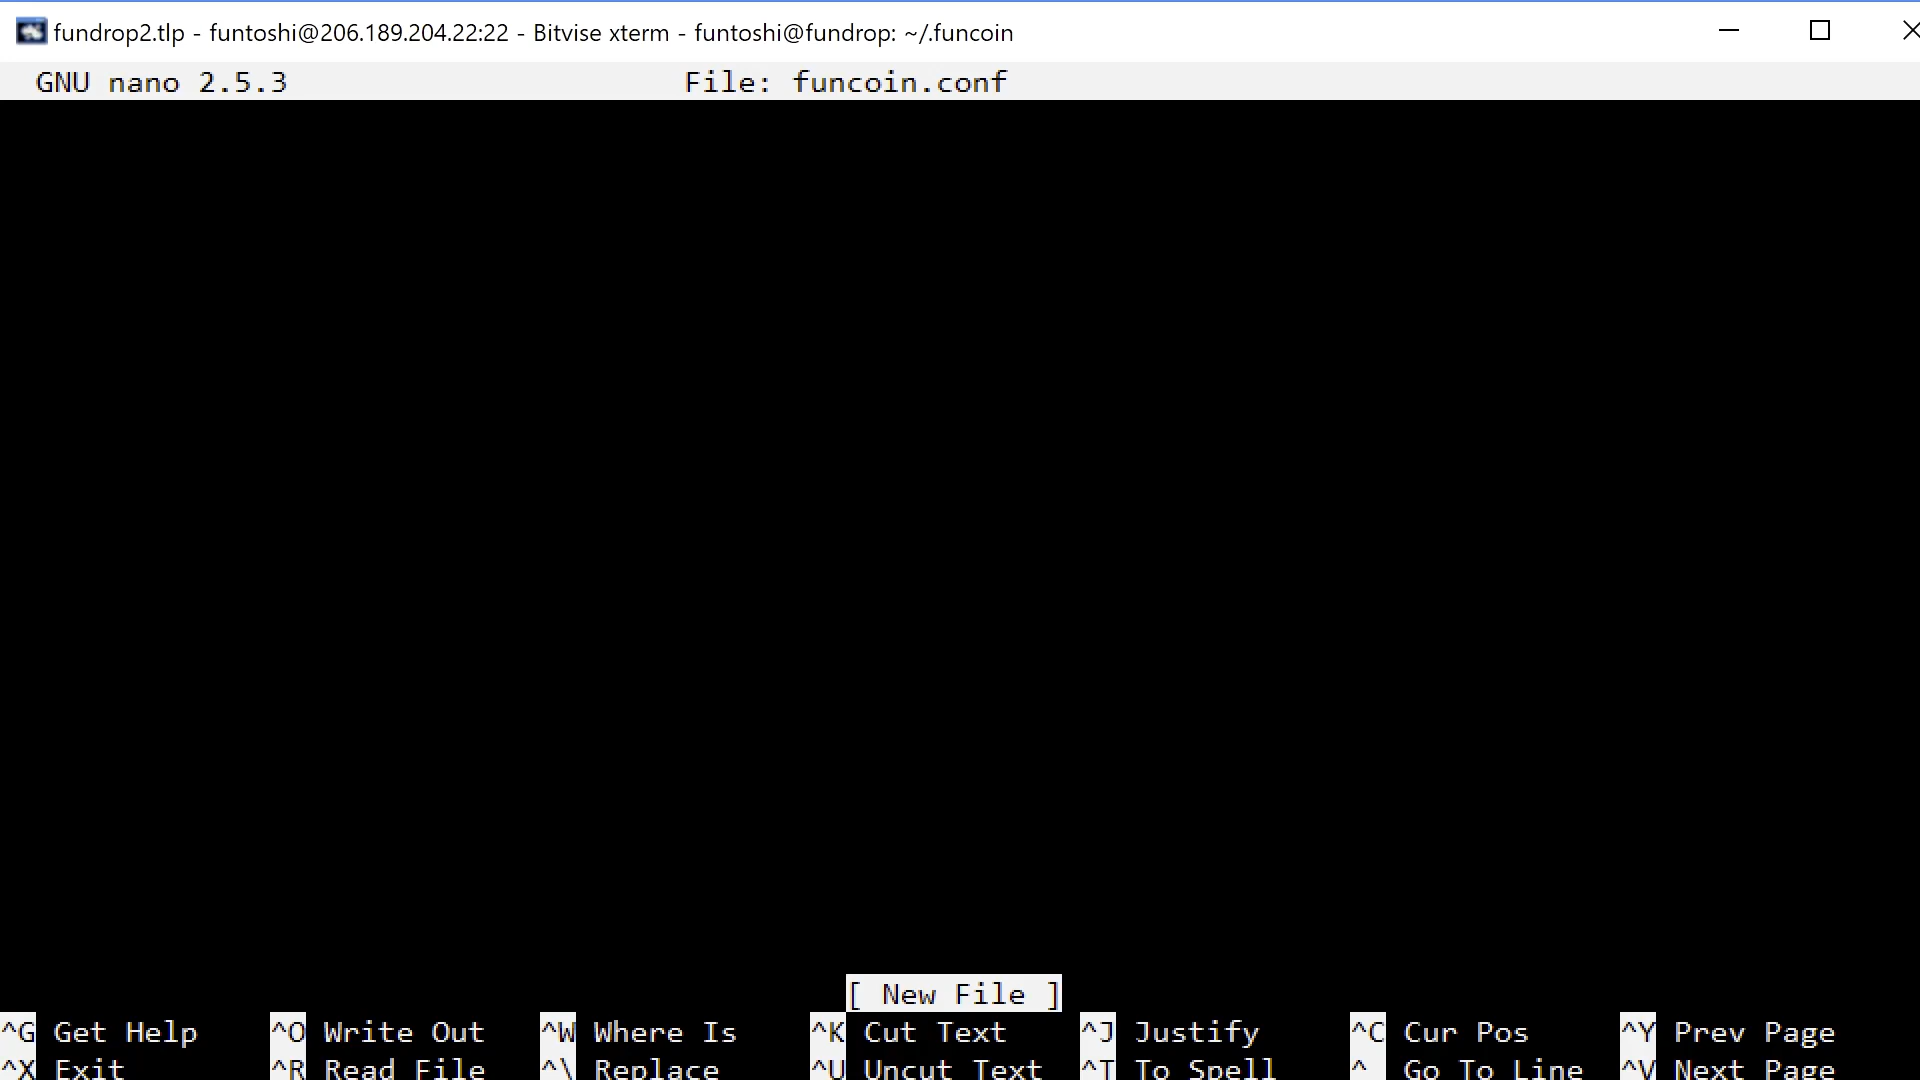 fundrop2.tlp - funtoshi@206.189.204.22:22 - Bitvise xterm - funtoshi@fundrop: ~/.funcoin
GNU nano 2.5.3 File: funcoin.conf
[ New File ]
^G Get Help ^O Write Out ^W Where Is ^K Cut Text ^J Justify ^C Cur Pos ^Y Prev Page
^X Exit ^R Read File ^\ Replace ^U Uncut Text ^T To Spell ^ Go To Line ^V Next Page